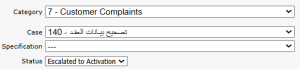 Category 7 - Customer Complaints
Case 140 - تصحيح بيانات العقد
Specification ---
Status Escalated to Activation